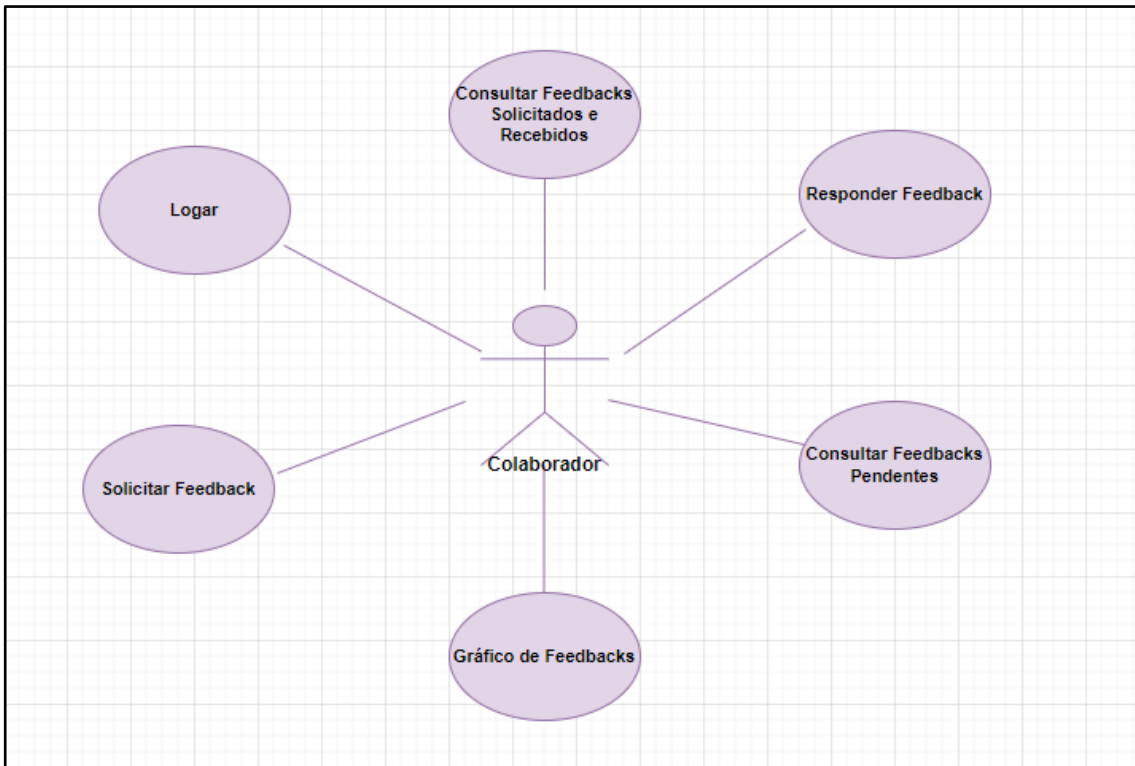 Consultar Feedbacks
Solicitados e
Recebidos
Responder Feedback
Logar
Consultar Feedbacks
Pendentes
Colaborador
Solicitar Feedback
Gráfico de Feedbacks